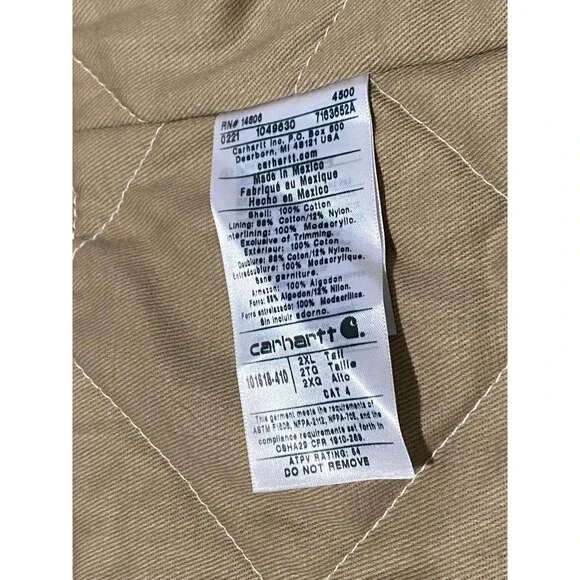 RN# 14806 4500
0221 1049630 7163652A
Carhartt Inc, P.O. Box 600
Dearborn, MI 48121 USA
carhartt.com
Made in Mexico
Fabriqué au Mexique
Hecho en Mexico
Shell: 100% Cotton
Lining: 88% Cotton/12% Nylon.
Interlining: 100% Modacrylic.
Exclusive of Trimming.
Extérieur: 100% Coton
Doublure: 88% Coton/12% Nylon.
Entredoublure: 100% Modacrylique.
Sans garniture.
Armazon: 100% Algodon
Forro: 88% Algodon/12% Nilon.
Forro entrelazado: 100% Modacrilica.
Sin incluir adorno.
carhartt
101618-410 2XL Tall
2TG Taille
2XG Alto
CAT 4
This garment meets the requirements of
ASTM F1506, NFPA-2112, NFPA-70E, and the
compliance requirements set forth in
OSHA29 CFR 1910-269.
ATPV RATING: 54
DO NOT REMOVE